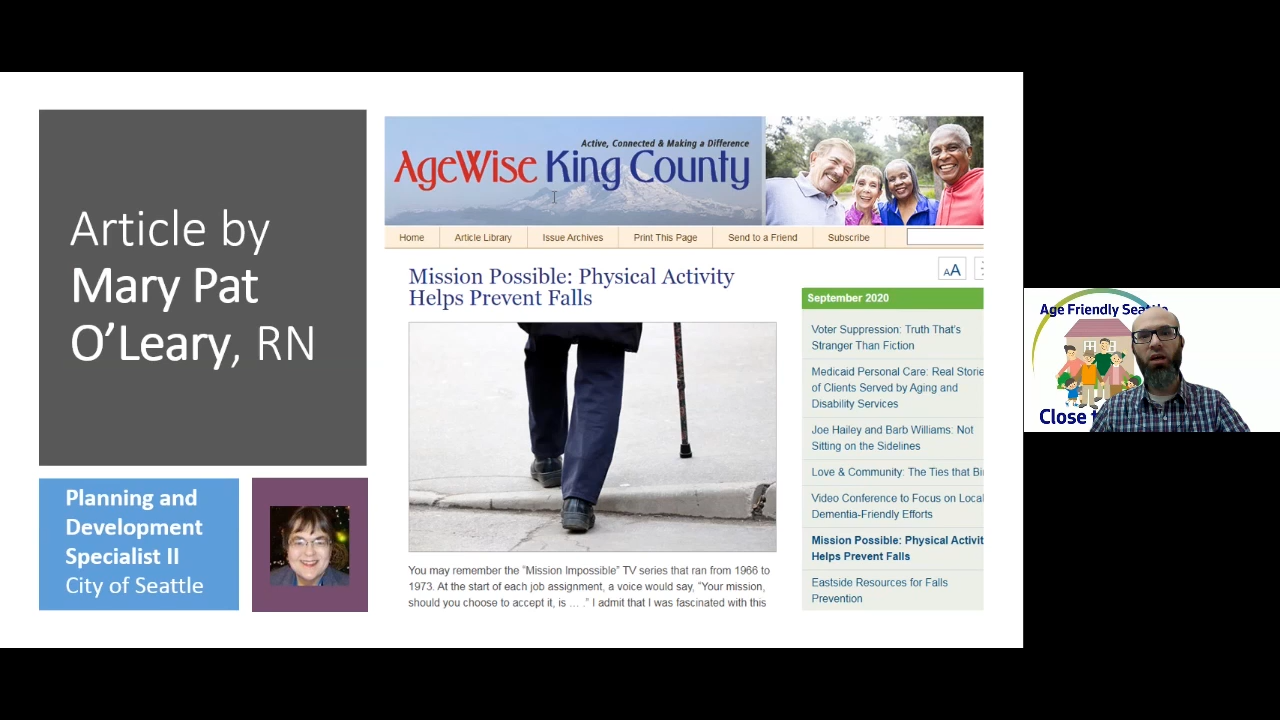 Article by
Mary Pat
O'Leary, RN
Planning and
Development
Specialist II
City of Seattle
Active, Connected & Making a Difference
AgeWise King County
Home Article Library Issue Archives Print This Page Send to a Friend Subscribe
Mission Possible: Physical Activity
Helps Prevent Falls
AA
You may remember the "Mission Impossible" TV series that ran from 1966 to
1973. At the start of each job assignment, a voice would say, "Your mission,
should you choose to accept it, is … ." I admit that I was fascinated with this
September 2020
Voter Suppression: Truth That's
Stranger Than Fiction
Medicaid Personal Care: Real Storie
of Clients Served by Aging and
Disability Services
Joe Hailey and Barb Williams: Not
Sitting on the Sidelines
Love & Community: The Ties that Bi
Video Conference to Focus on Loca
Dementia-Friendly Efforts
Mission Possible: Physical Activit
Helps Prevent Falls
Eastside Resources for Falls
Prevention
Age Friendly Seattle
Close t